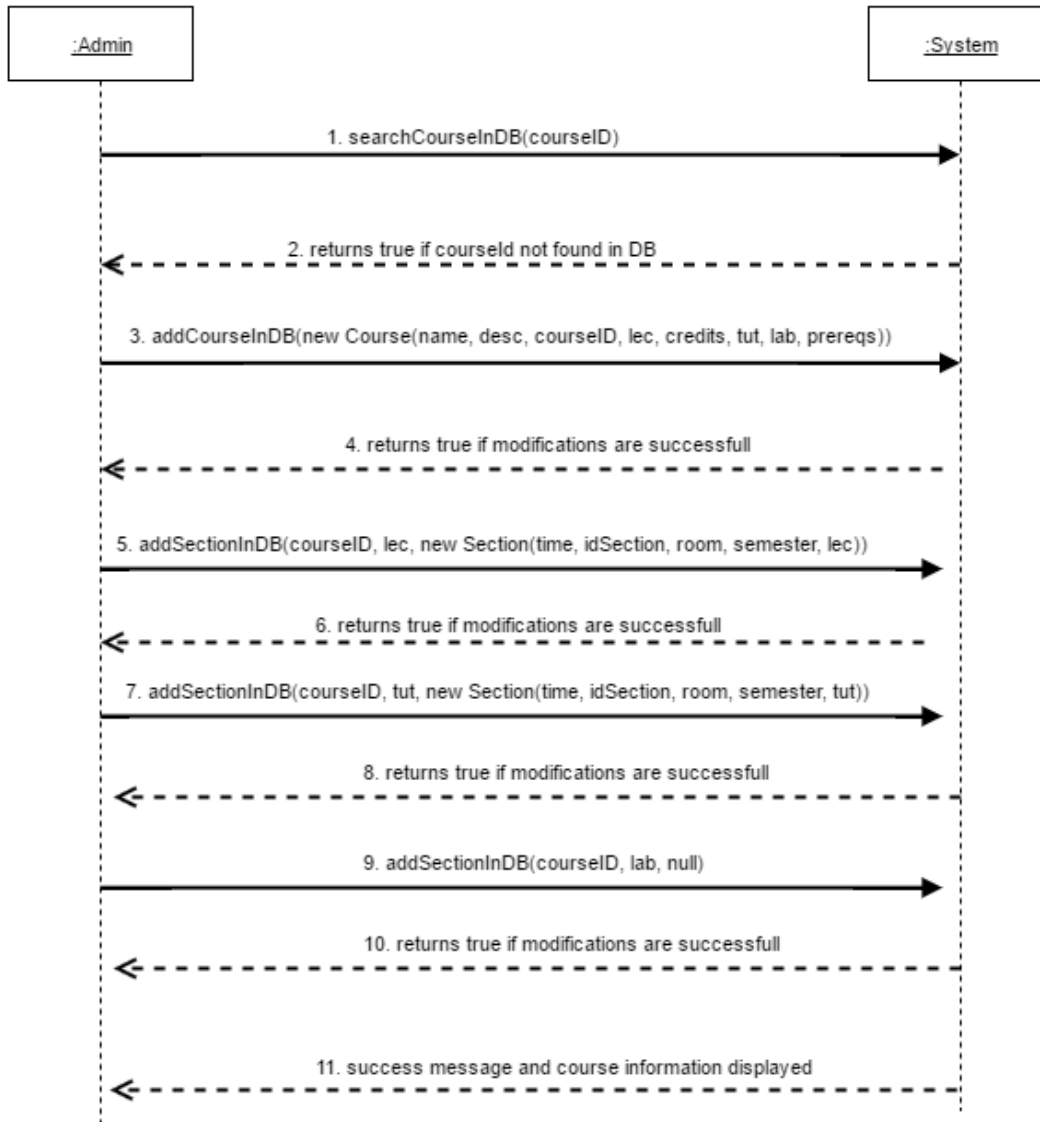 :Admin
:System
1. searchCourseInDB(courseID)
2. returns true if courseId not found in DB
3. addCourseInDB(new Course(name, desc, courseID, lec, credits, tut, lab, prereqs))
4. returns true if modifications are successfull
5. addSectionInDB(courseID, lec, new Section(time, idSection, room, semester, lec))
6. returns true if modifications are successfull
7. addSectionInDB(courseID, tut, new Section(time, idSection, room, semester, tut))
8. returns true if modifications are successfull
9. addSectionInDB(courseID, lab, null)
10. returns true if modifications are successfull
11. success message and course information displayed